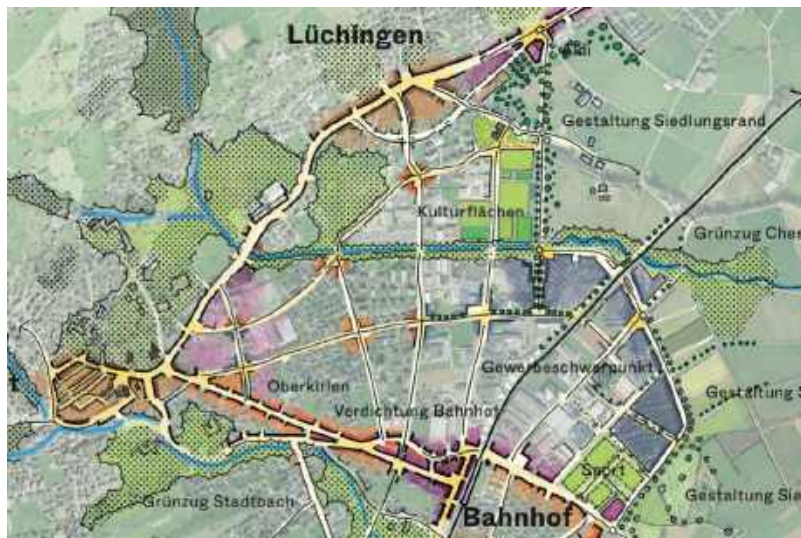 Lüchingen
Gestaltung Siedlungsrand
Kulturflächen
Grünzug Ches
Gewerbeschwerpunkt
Oberkirlen
Gestaltung S
Verdichtung Bahnhof
Sport
Grünzug Stadtbach
Gestaltung Sie
Bahnhof